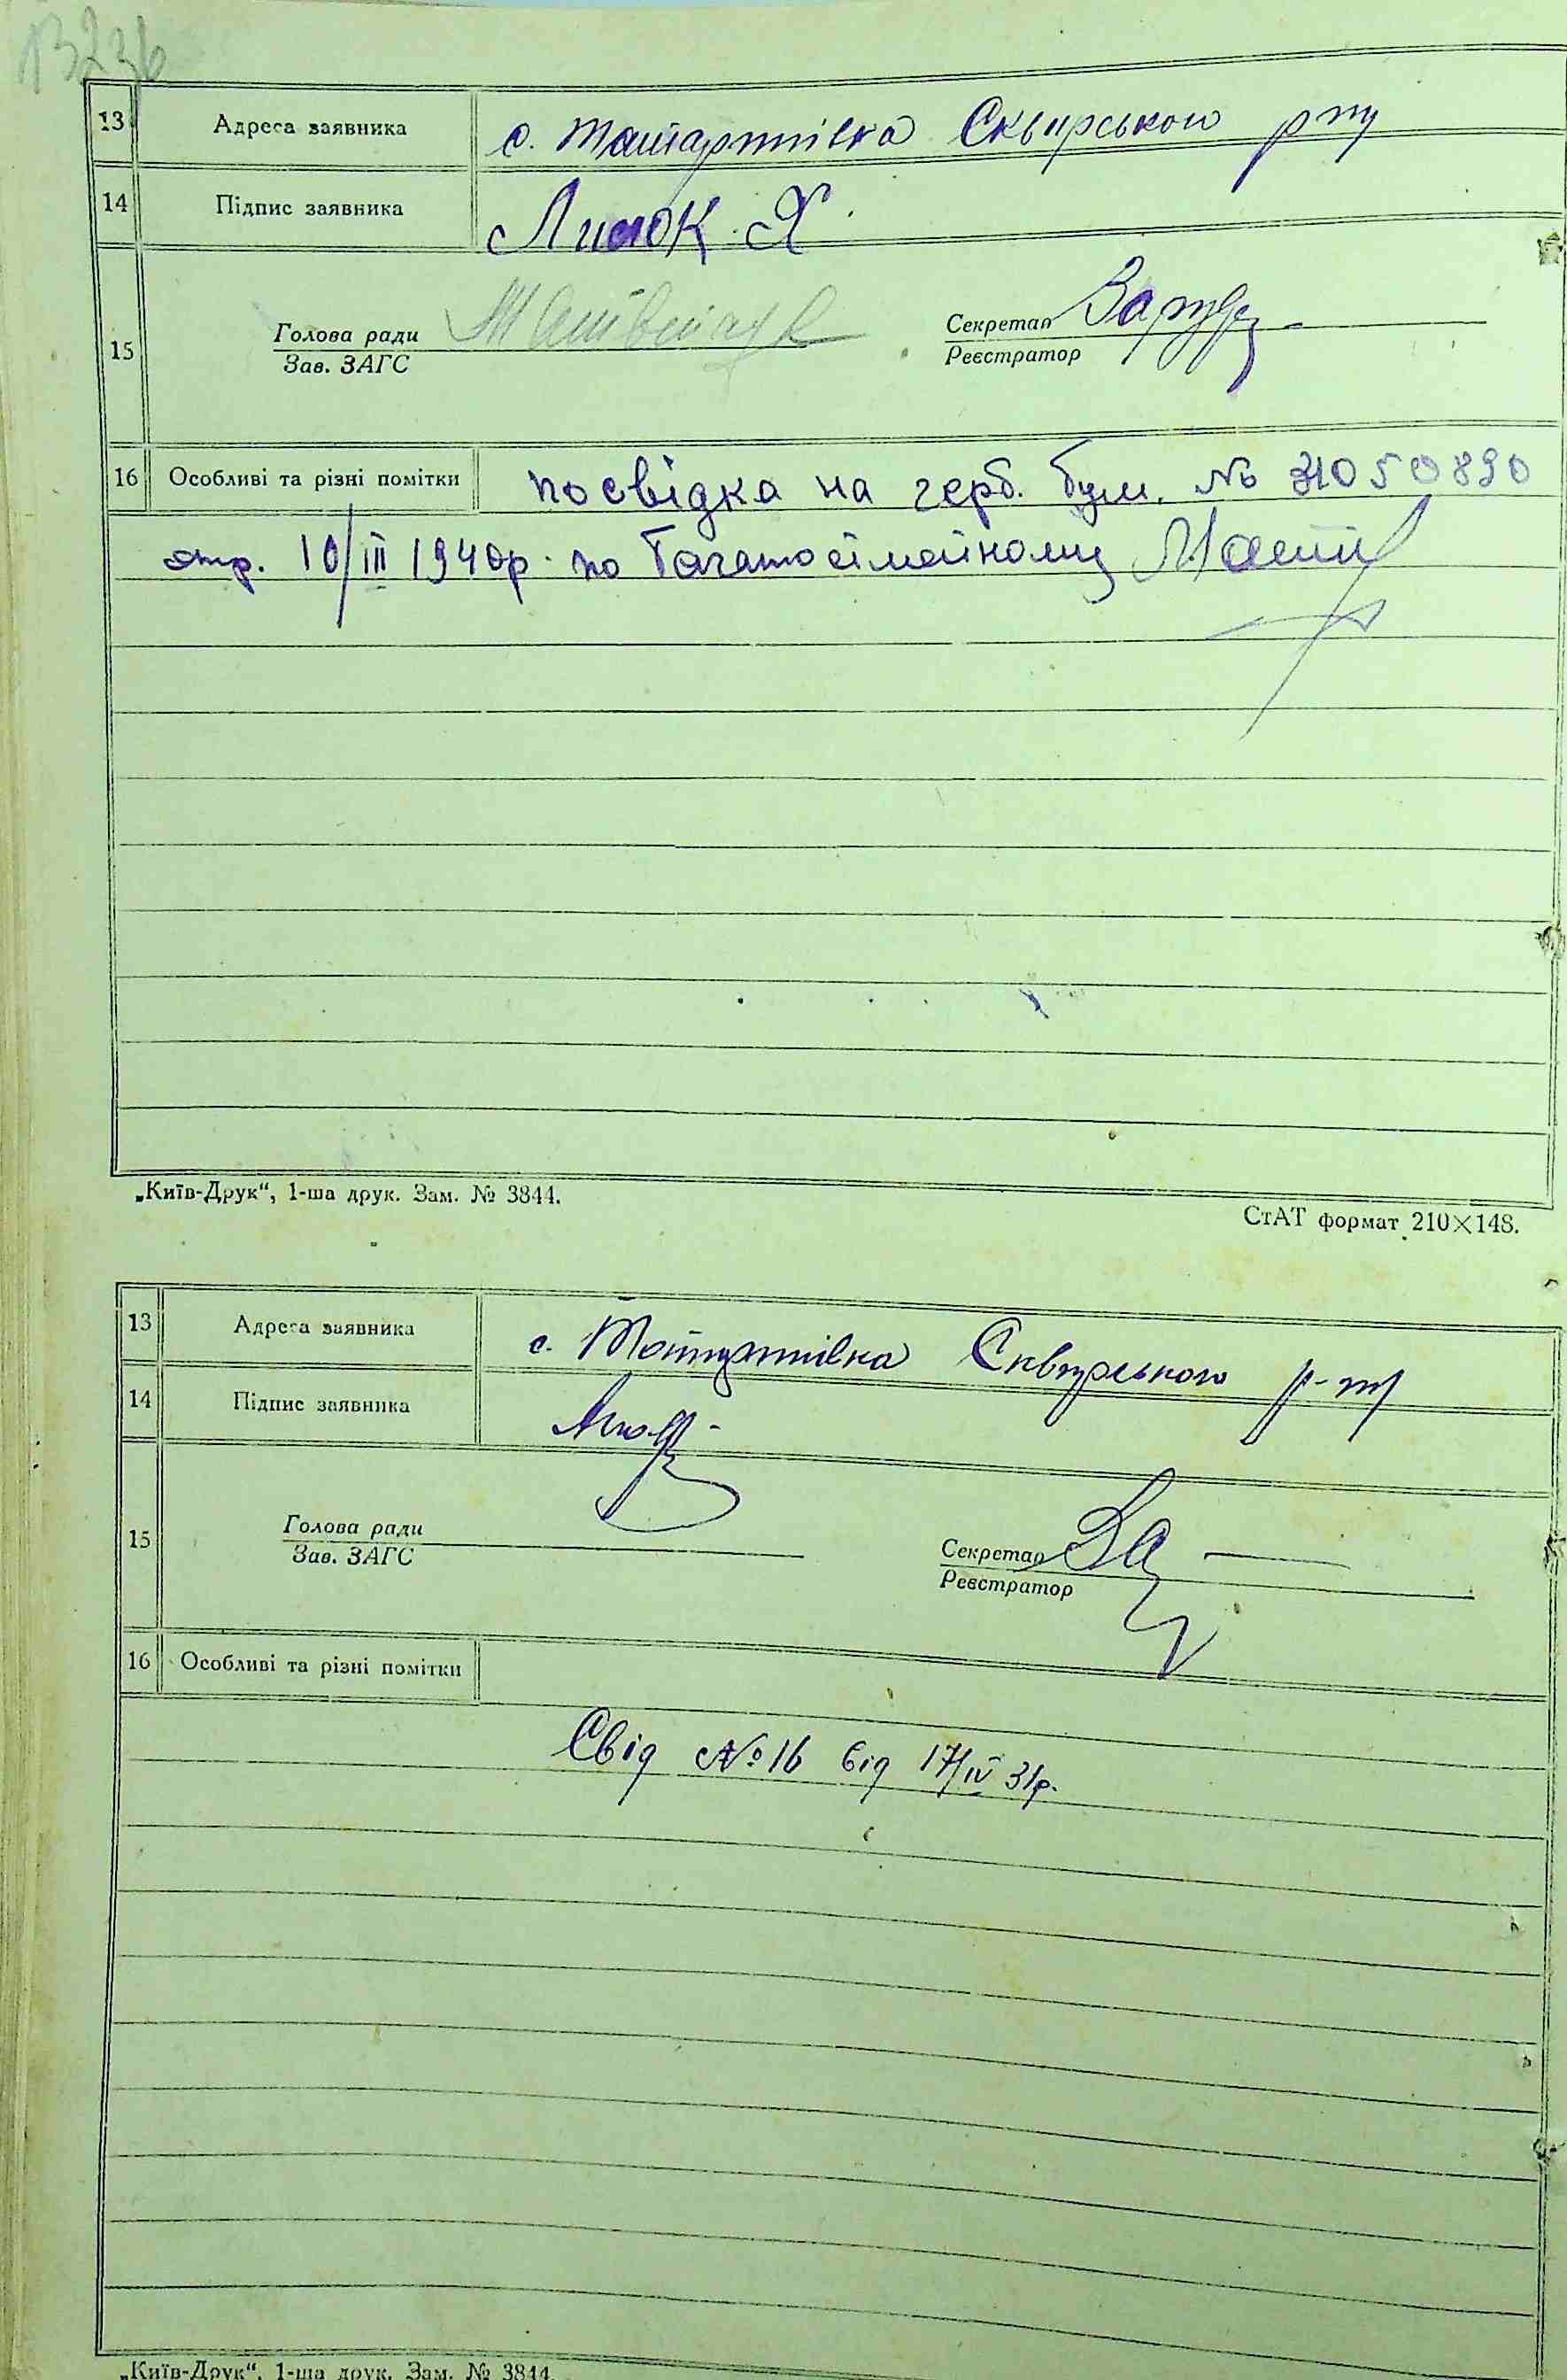 323б
13 Адреса заявника с. Татаринівка Сквирського р-ну
14 Підпис заявника Лисюк Я.
15 Голова ради Секретар Заруд
Зав. ЗАГС Реєстратор
16 Особливі та різні помітки посвідка на герб. бум. № 31050890
отр. 10/III 1940р. по багатосімейному
„Київ-Друк“, 1-ша друк. Зам. № 3844.
СтАТ формат 210×148.
13 Адреса заявника с. Сквирського р-ну
14 Підпис заявника
15 Голова ради Секретар
Зав. ЗАГС Реєстратор
16 Особливі та різні помітки
Свід № 16 від 17/IV 31р.
„Київ-Друк“, 1-ша друк. Зам. № 3844.